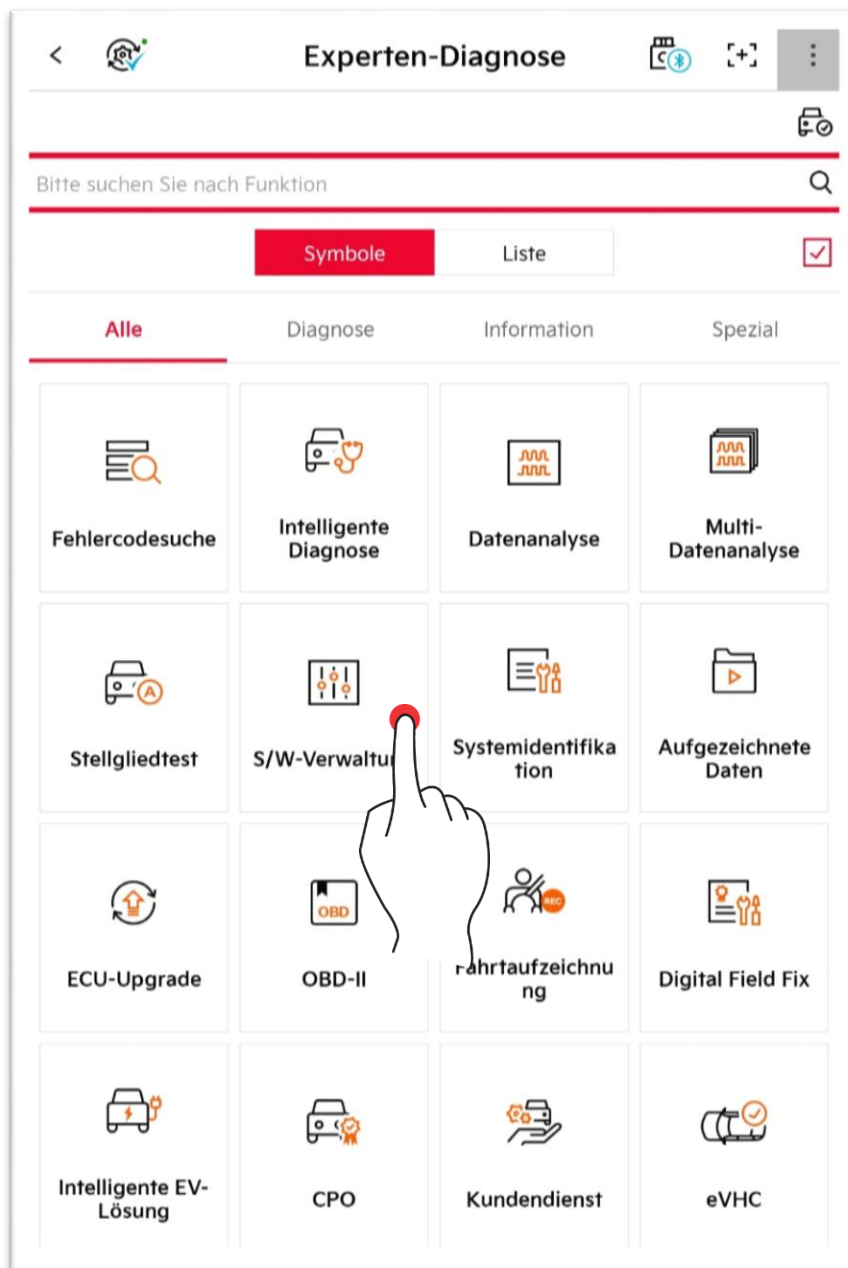 Experten-Diagnose
Bitte suchen Sie nach Funktion
Symbole
Liste
Alle
Diagnose
Information
Spezial
Fehlercodesuche
Intelligente
Diagnose
Datenanalyse
Multi-
Datenanalyse
Stellgliedtest
Systemidentifika
tion
Aufgezeichnete
Daten
ECU-Upgrade
OBD
OBD-II
REC
Fahrtaufzeichnu
ng
Digital Field Fix
Intelligente EV-
Lösung
CPO
Kundendienst
eVHC